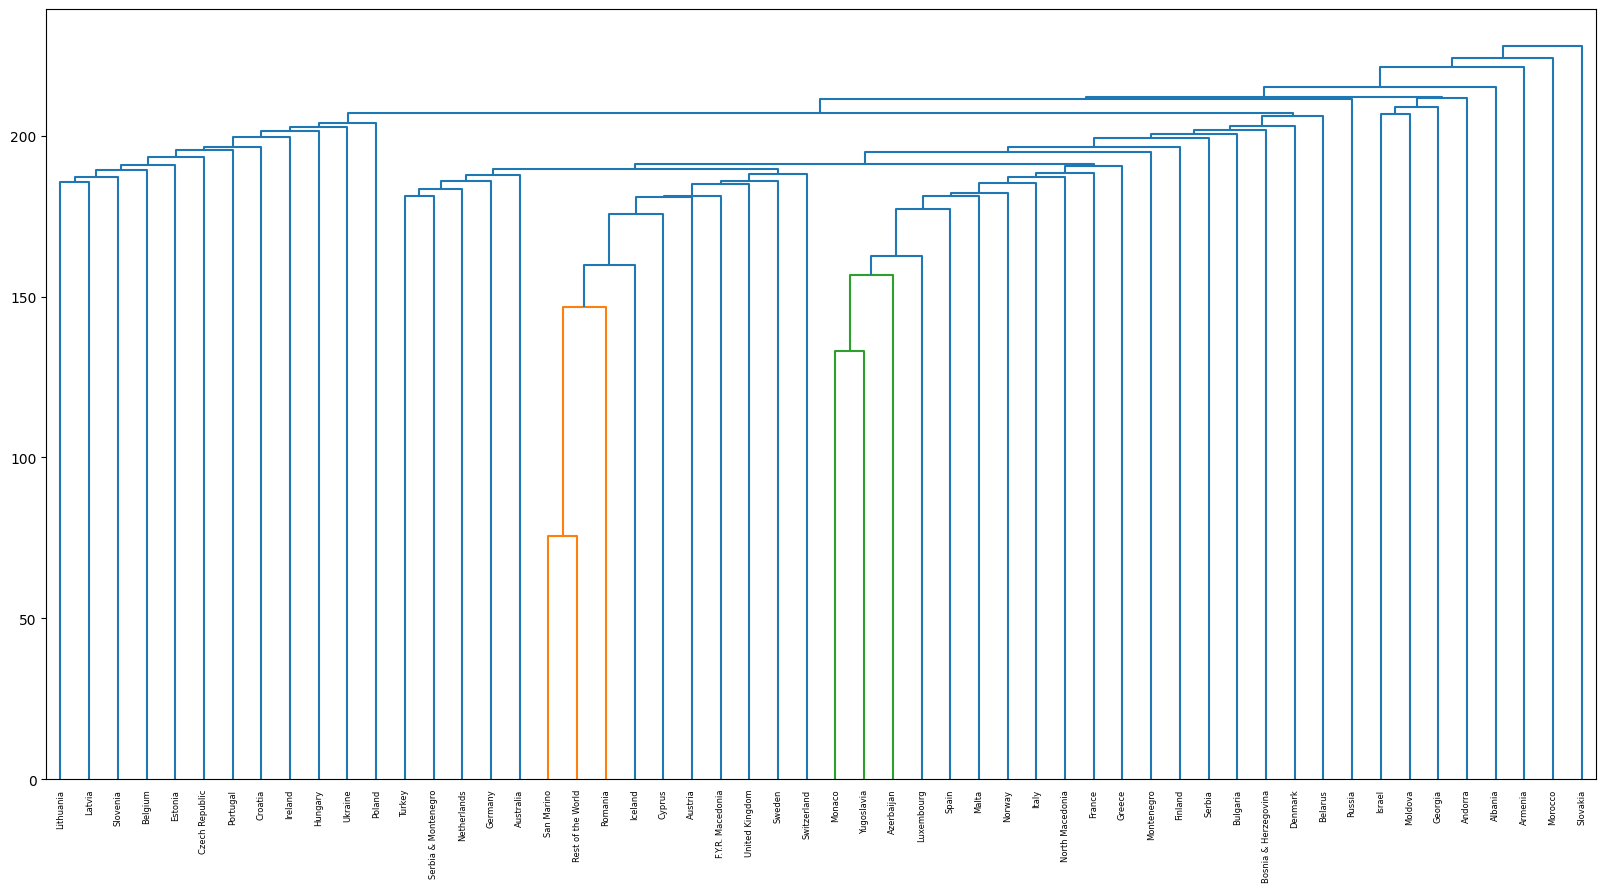 200
150
100
50
0
Lithuania
Latvia
Slovenia
Belgium
Estonia
Czech Republic
Portugal
Croatia
Ireland
Hungary
Ukraine
Poland
Turkey
Serbia & Montenegro
Netherlands
Germany
Australia
San Marino
Rest of the World
Romania
Iceland
Cyprus
Austria
F.Y.R. Macedonia
United Kingdom
Sweden
Switzerland
Monaco
Yugoslavia
Azerbaijan
Luxembourg
Spain
Malta
Norway
Italy
North Macedonia
France
Greece
Montenegro
Finland
Serbia
Bulgaria
Bosnia & Herzegovina
Denmark
Belarus
Russia
Israel
Moldova
Georgia
Andorra
Albania
Armenia
Morocco
Slovakia